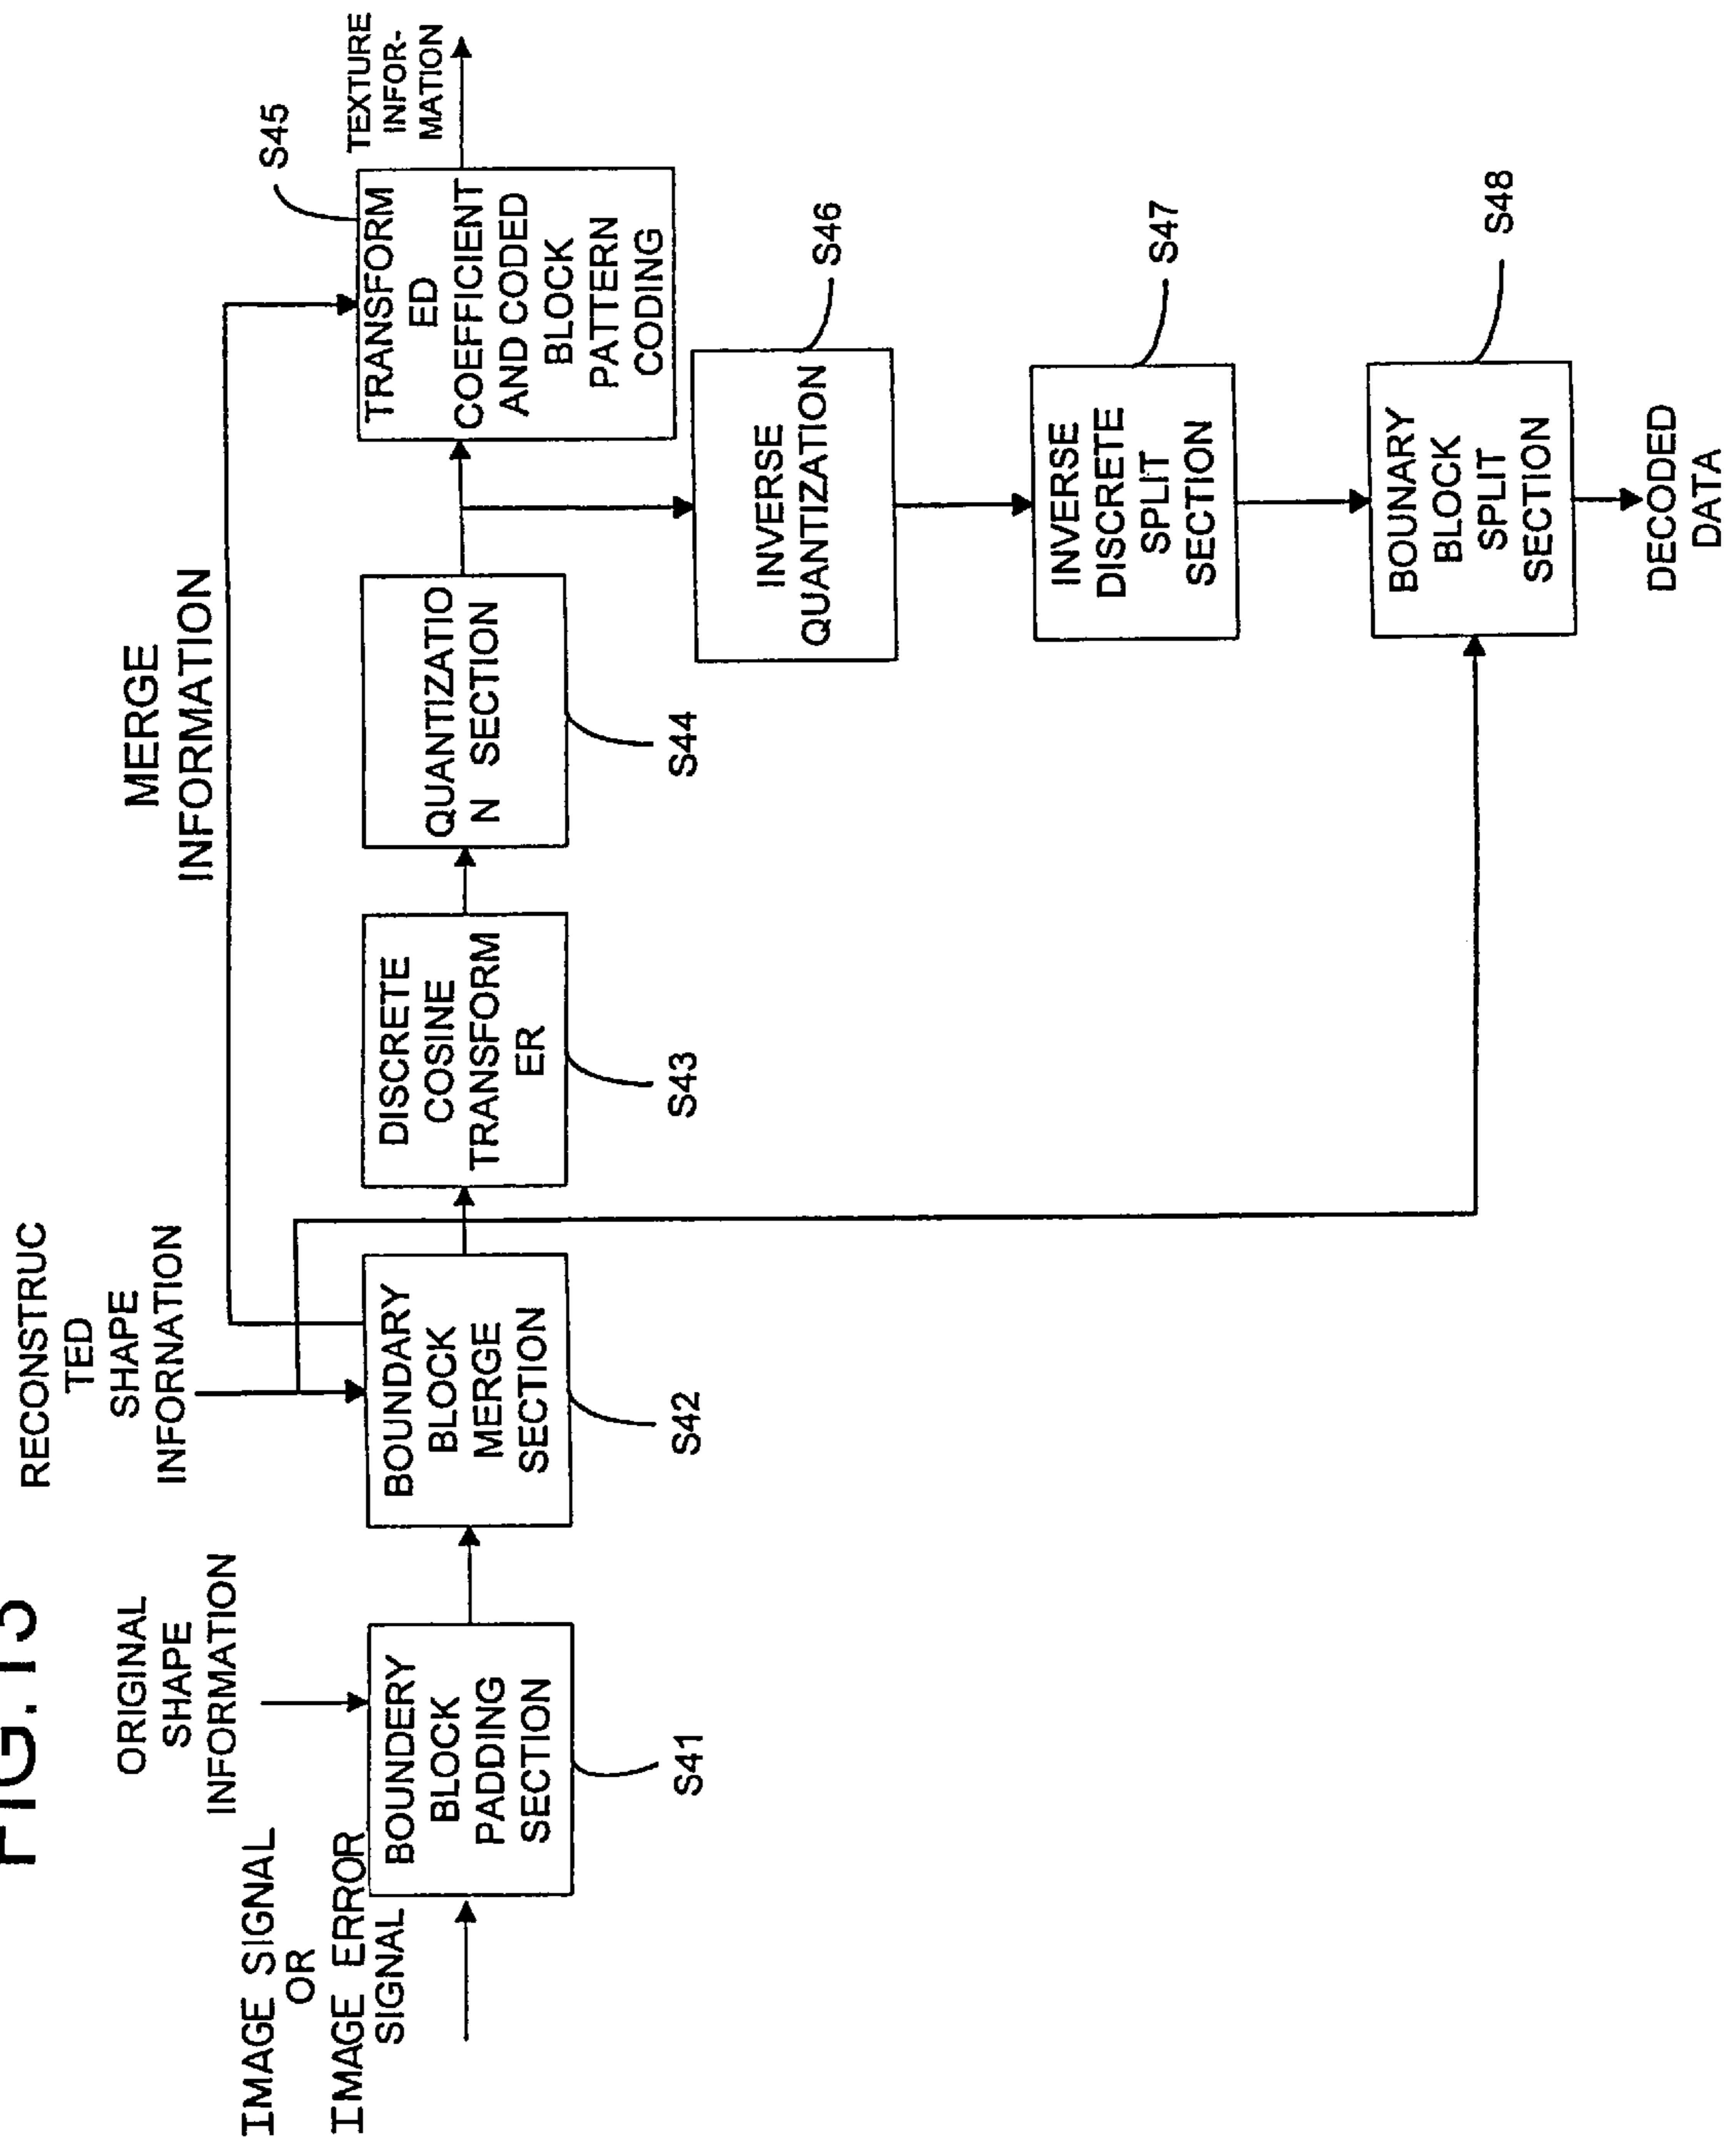 FIG.15
IMAGE SIGNAL
OR
IMAGE ERROR
SIGNAL
ORIGINAL
SHAPE
INFORMATION
BOUNDERY
BLOCK
PADDING
SECTION
S41
RECONSTRUC
TED
SHAPE
INFORNATION
BOUNDARY
BLOCK
MERGE
SECTION
S42
DISCRETE
COSINE
TRANSFORM
ER
S43
MERGE
INFORMATION
QUANTIZATIO
N SECTION
S44
TRANSFORM
ED
COEFFICIENT
AND CODED
BLOCK
PATTERN
CODING
S45
TEXTURE
INFOR-
MATION
INVERSE
QUANTIZATION
S46
INVERSE
DISCRETE
SPLIT
SECTION
S47
BOUNARY
BLOCK
SPLIT
SECTION
S48
DECODED
DATA